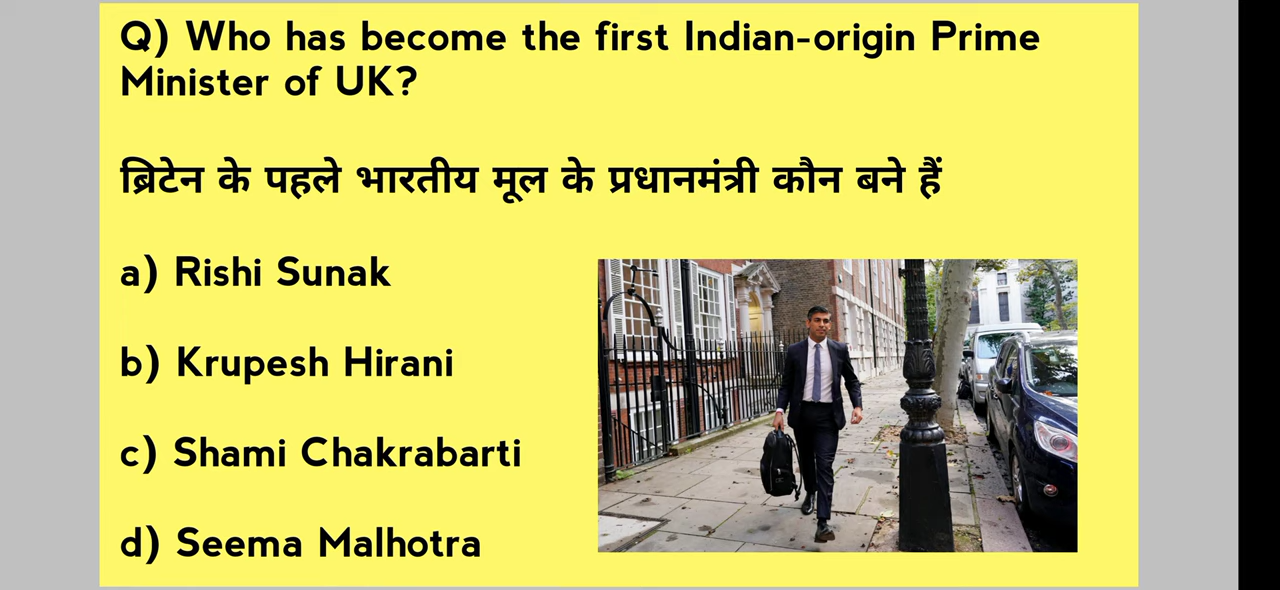 Q) Who has become the first Indian-origin Prime
Minister of UK?
ब्रिटेन के पहले भारतीय मूल के प्रधानमंत्री कौन बने हैं
a) Rishi Sunak
b) Krupesh Hirani
c) Shami Chakrabarti
d) Seema Malhotra